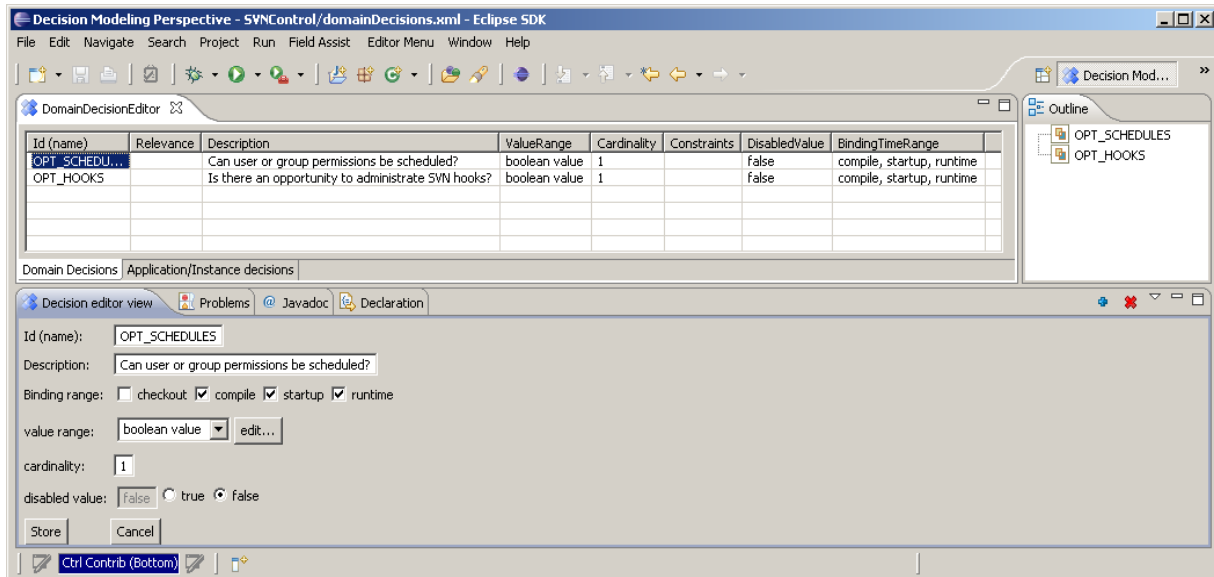 Decision Modeling Perspective - SVNControl/domainDecisions.xml - Eclipse SDK
File Edit Navigate Search Project Run Field Assist Editor Menu Window Help
Decision Mod... »
DomainDecisionEditor
Outline
Id (name) Relevance Description ValueRange Cardinality Constraints DisabledValue BindingTimeRange
OPT_SCHEDU... Can user or group permissions be scheduled? boolean value 1 false compile, startup, runtime
OPT_HOOKS Is there an opportunity to administrate SVN hooks? boolean value 1 false compile, startup, runtime
OPT_SCHEDULES
OPT_HOOKS
Domain Decisions Application/Instance decisions
Decision editor view Problems @ Javadoc Declaration
Id (name): OPT_SCHEDULES
Description: Can user or group permissions be scheduled?
Binding range: checkout compile startup runtime
value range: boolean value edit...
cardinality: 1
disabled value: false true false
Store Cancel
Ctrl Contrib (Bottom)